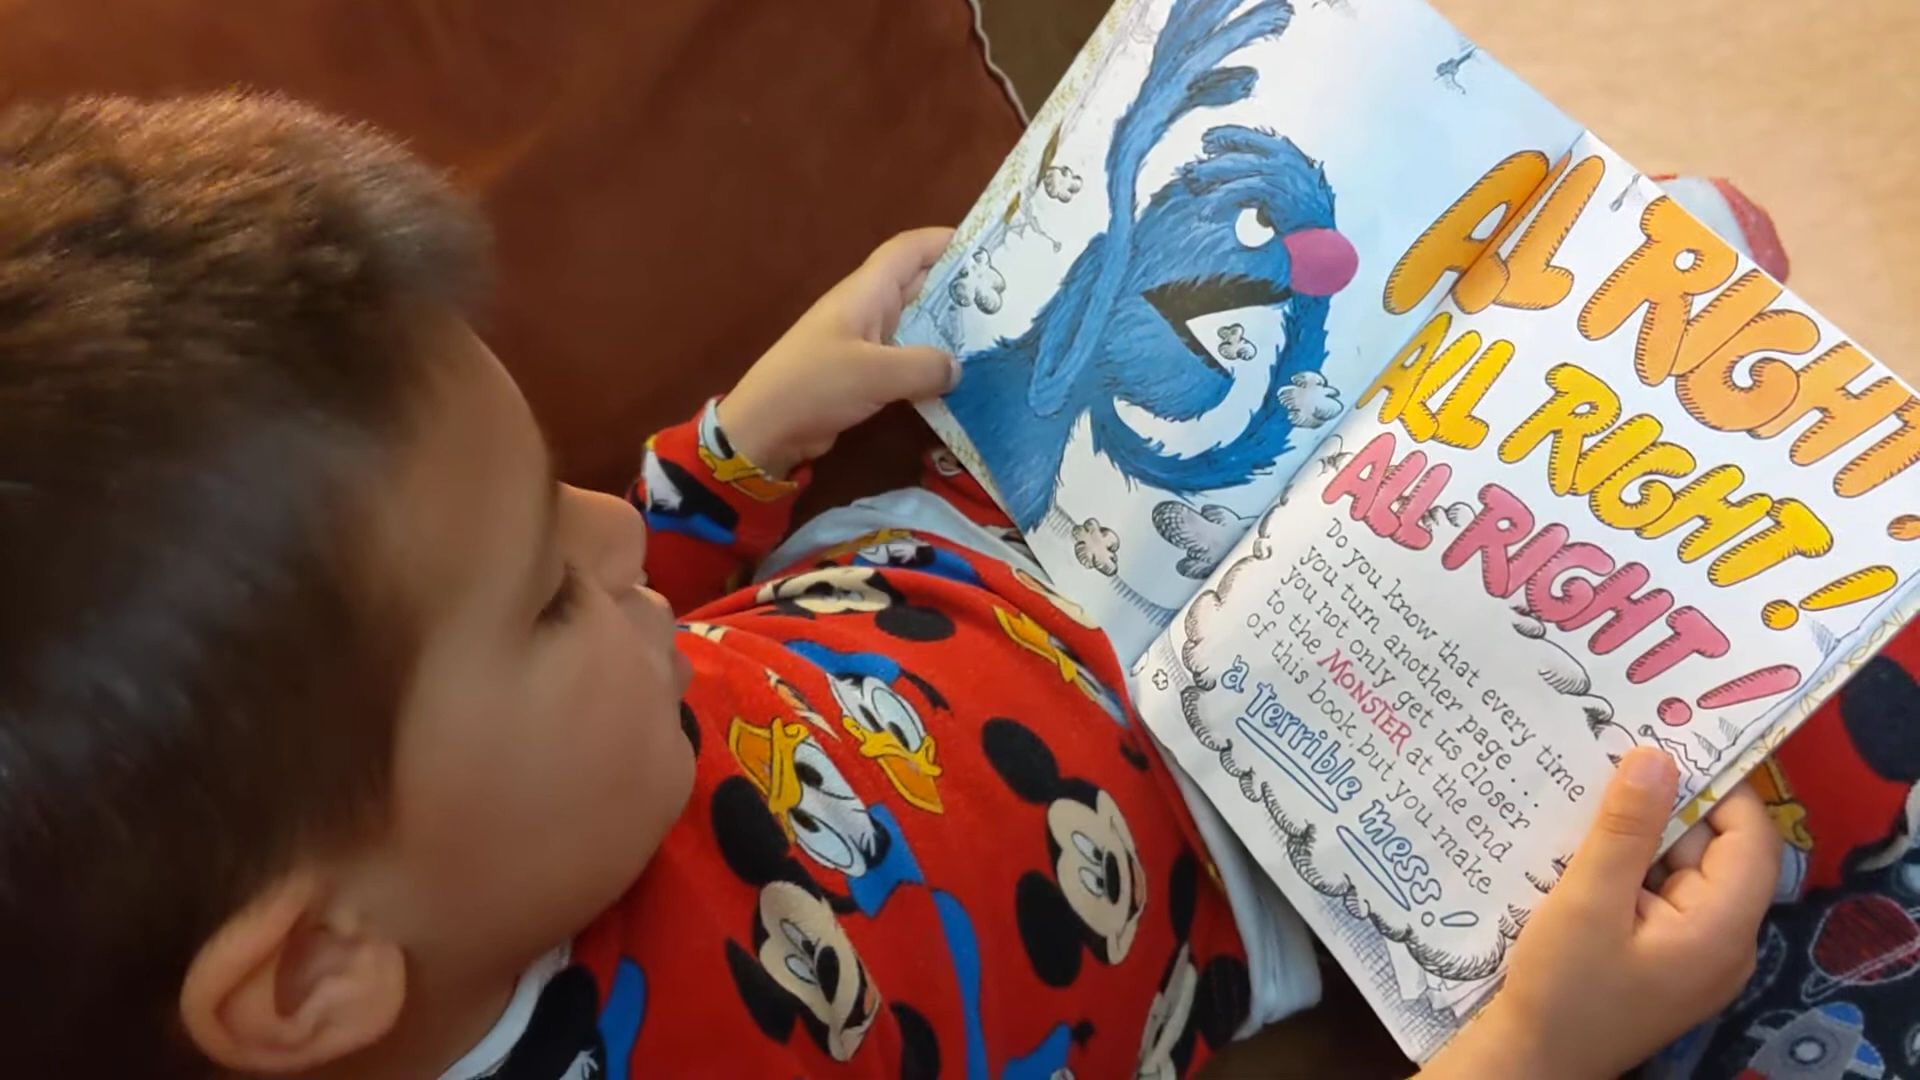 ALL RIGHT!
ALL RIGHT!
ALL RIGHT!
Do you know that every time
you turn another page...
you not only get us closer
to the MONSTER at the end
of this book, but you make
a terrible mess!